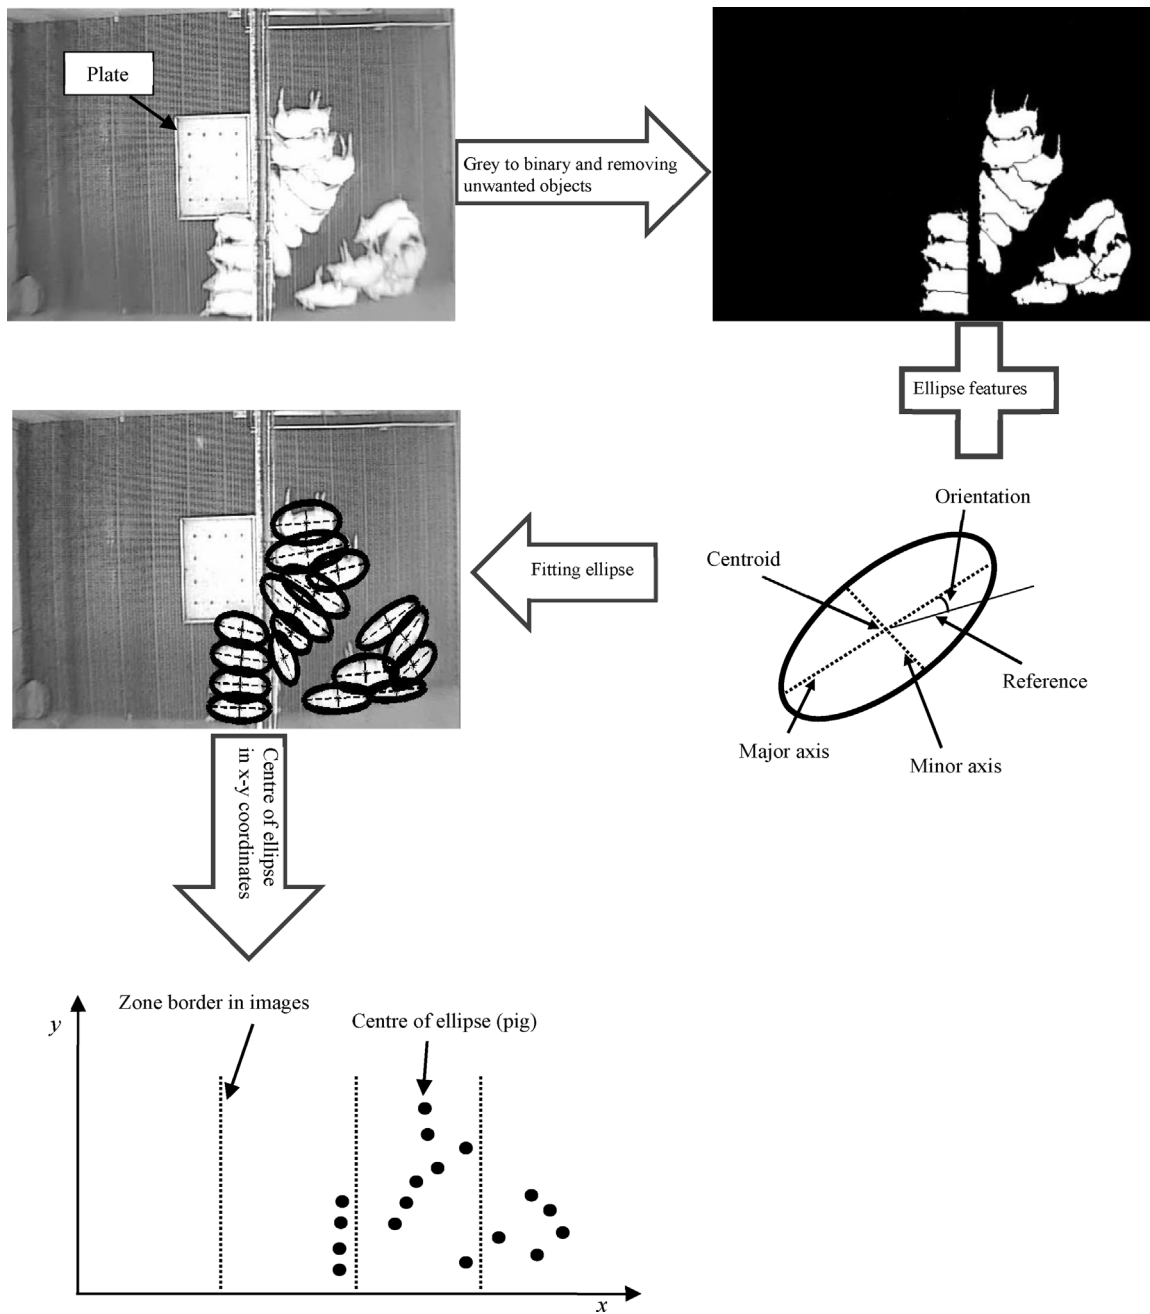 Plate
Grey to binary and removing
unwanted objects
Ellipse features
Orientation
Centroid
Fitting ellipse
Reference
Major axis
Minor axis
Centre of ellipse
in x-y coordinates
Zone border in images
Centre of ellipse (pig)
y
x